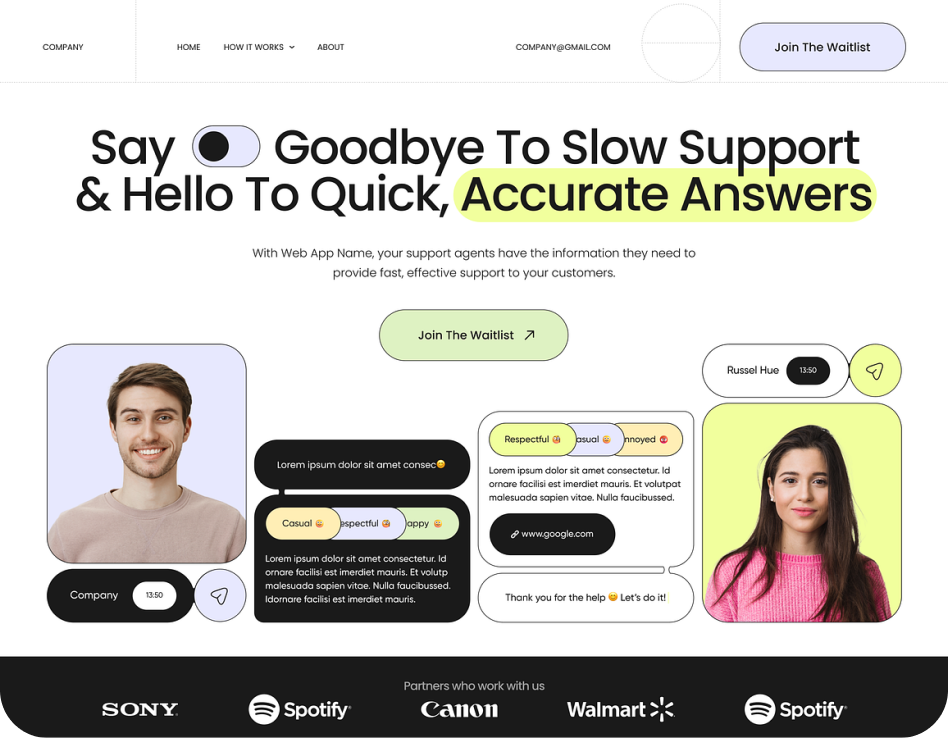 COMPANY
HOME
HOW IT WORKS
ABOUT
COMPANY@GMAIL.COM
Join The Waitlist
Say Goodbye To Slow Support
& Hello To Quick, Accurate Answers
With Web App Name, your support agents have the information they need to
provide fast, effective support to your customers.
Join The Waitlist
Russel Hue 13:50
Company 13:50
Lorem ipsum dolor sit amet consec😄
Casual 😄 espectful 🥰 appy 😄
Lorem ipsum dolor sit amet consectetur. Id
ornare facilisi est imerdiet mauris. Et volutp
malesuada sapien vitae. Nulla faucibussed.
Idornare facilisi est imerdiet mauris.
Respectful 🥰 asual 😄 nnoyed 😡
Lorem ipsum dolor sit amet consectetur. Id
ornare facilisi est imerdiet mauris. Et volutpat
malesuada sapien vitae. Nulla faucibussed.
www.google.com
Thank you for the help 😊 Let's do it!
Partners who work with us
SONY
Spotify
Canon
Walmart
Spotify